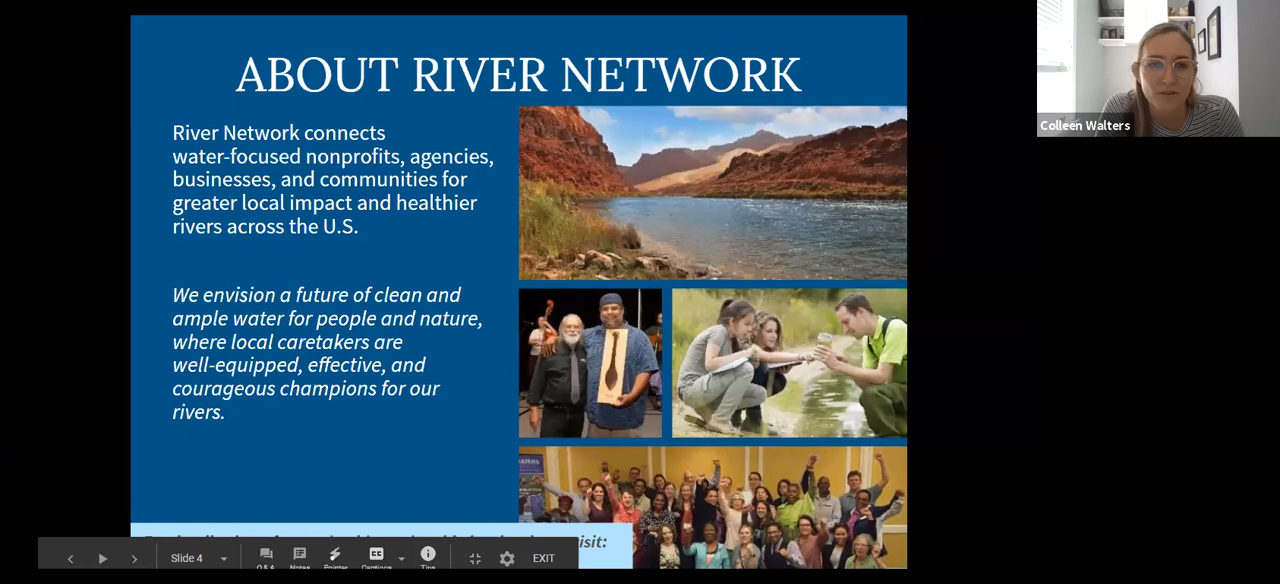 ABOUT RIVER NETWORK
River Network connects
water-focused nonprofits, agencies,
businesses, and communities for
greater local impact and healthier
rivers across the U.S.
We envision a future of clean and
ample water for people and nature,
where local caretakers are
well-equipped, effective, and
courageous champions for our
rivers.
visit:
Slide 4
Q & A
Notes
Pointer
Captions
Tips
EXIT
Colleen Walters